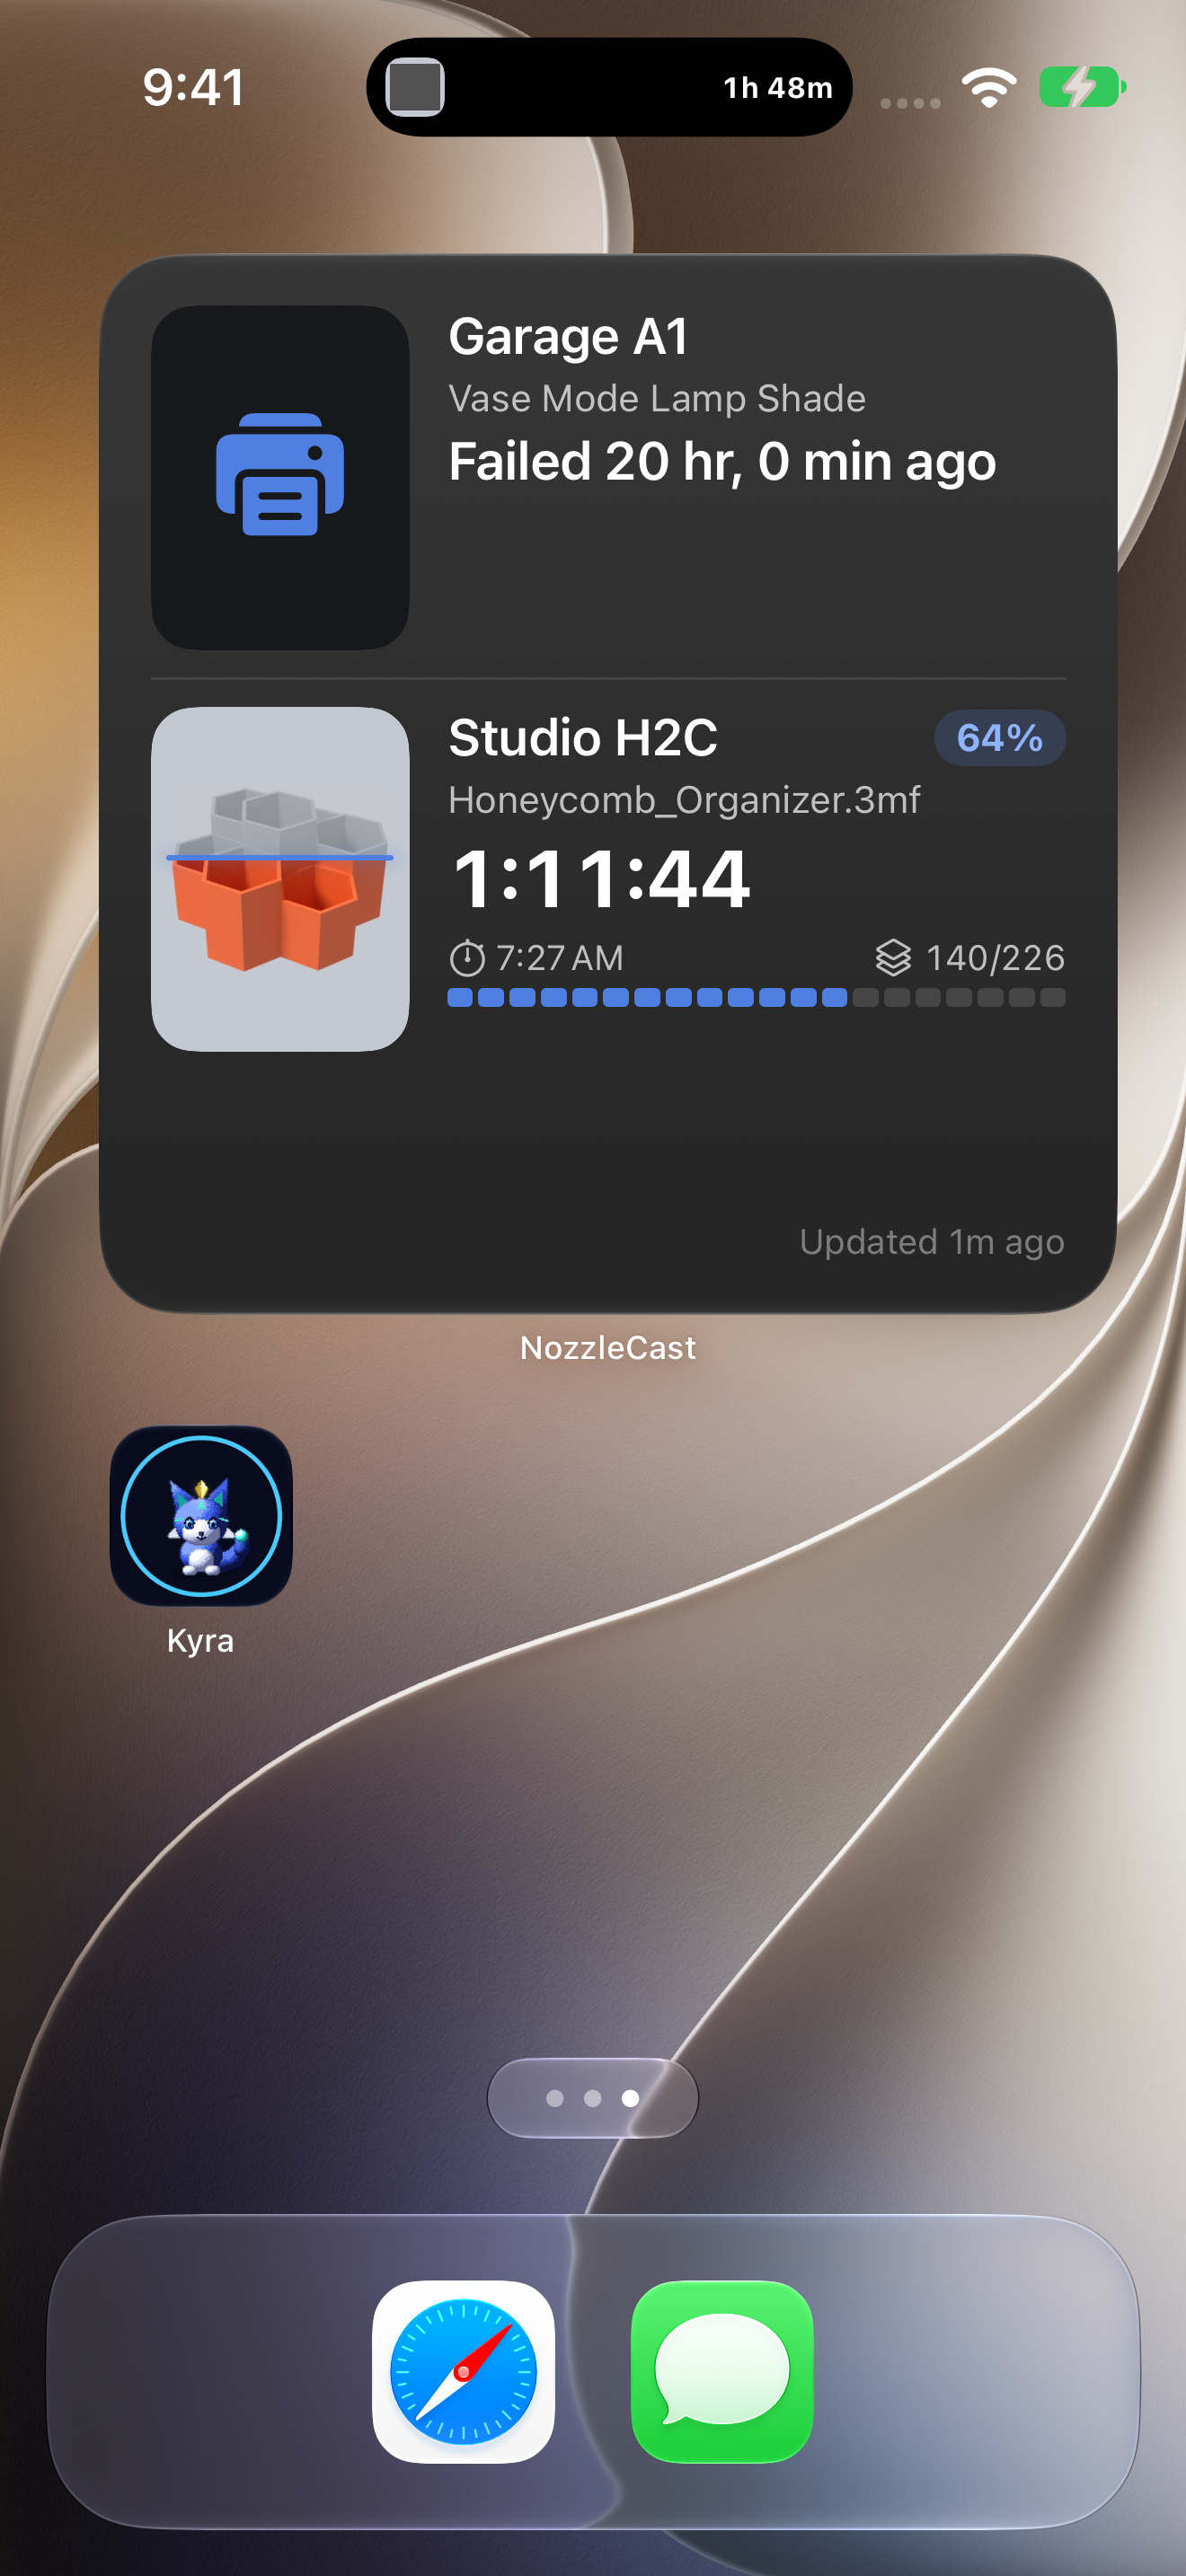 9:41
1h 48m
Garage A1
Vase Mode Lamp Shade
Failed 20 hr, 0 min ago
Studio H2C
64%
Honeycomb_Organizer.3mf
1:11:44
7:27 AM
140/226
Updated 1m ago
NozzleCast
Kyra